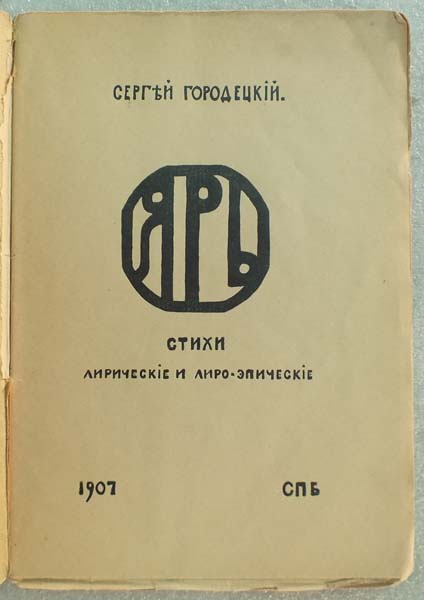 СЕРГѢЙ ГОРОДЕЦКІЙ.
ЯРЬ
СТИХИ
ЛИРИЧЕСКІЕ И ЛИРО-ЭПИЧЕСКІЕ
1907 СПБ